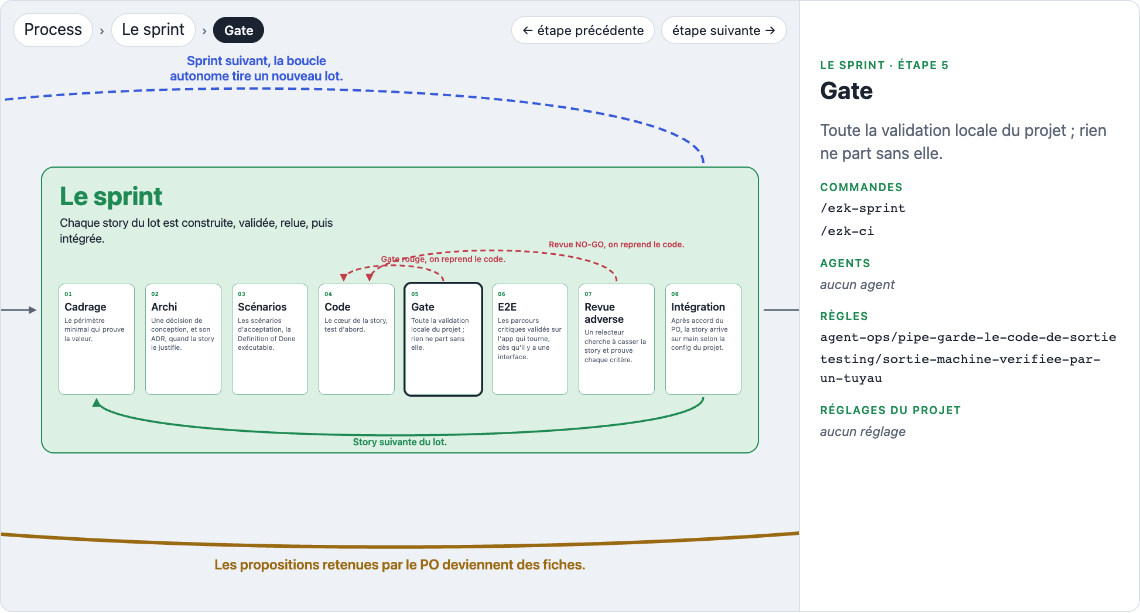 Process › Le sprint › Gate
← étape précédente
étape suivante →
Sprint suivant, la boucle
autonome tire un nouveau lot.
Le sprint
Chaque story du lot est construite, validée, relue, puis
intégrée.
Revue NO-GO, on reprend le code.
Gate rouge, on reprend le code.
01
Cadrage
Le périmètre
minimal qui prouve
la valeur.
02
Archi
Une décision de
conception, et son
ADR, quand la story
le justifie.
03
Scénarios
Les scénarios
d'acceptation, la
Definition of Done
exécutable.
04
Code
Le cœur de la story,
test d'abord.
05
Gate
Toute la validation
locale du projet ;
rien ne part sans
elle.
06
E2E
Les parcours
critiques validés sur
l'app qui tourne,
dès qu'il y a une
interface.
07
Revue
adverse
Un relecteur
cherche à casser la
story et prouve
chaque critère.
08
Intégration
Après accord du
PO, la story arrive
sur main selon la
config du projet.
Story suivante du lot.
Les propositions retenues par le PO deviennent des fiches.
LE SPRINT · ÉTAPE 5
Gate
Toute la validation locale du projet ; rien
ne part sans elle.
COMMANDES
/ezk-sprint
/ezk-ci
AGENTS
aucun agent
RÈGLES
agent-ops/pipe-garde-le-code-de-sortie
testing/sortie-machine-verifiee-par-
un-tuyau
RÉGLAGES DU PROJET
aucun réglage